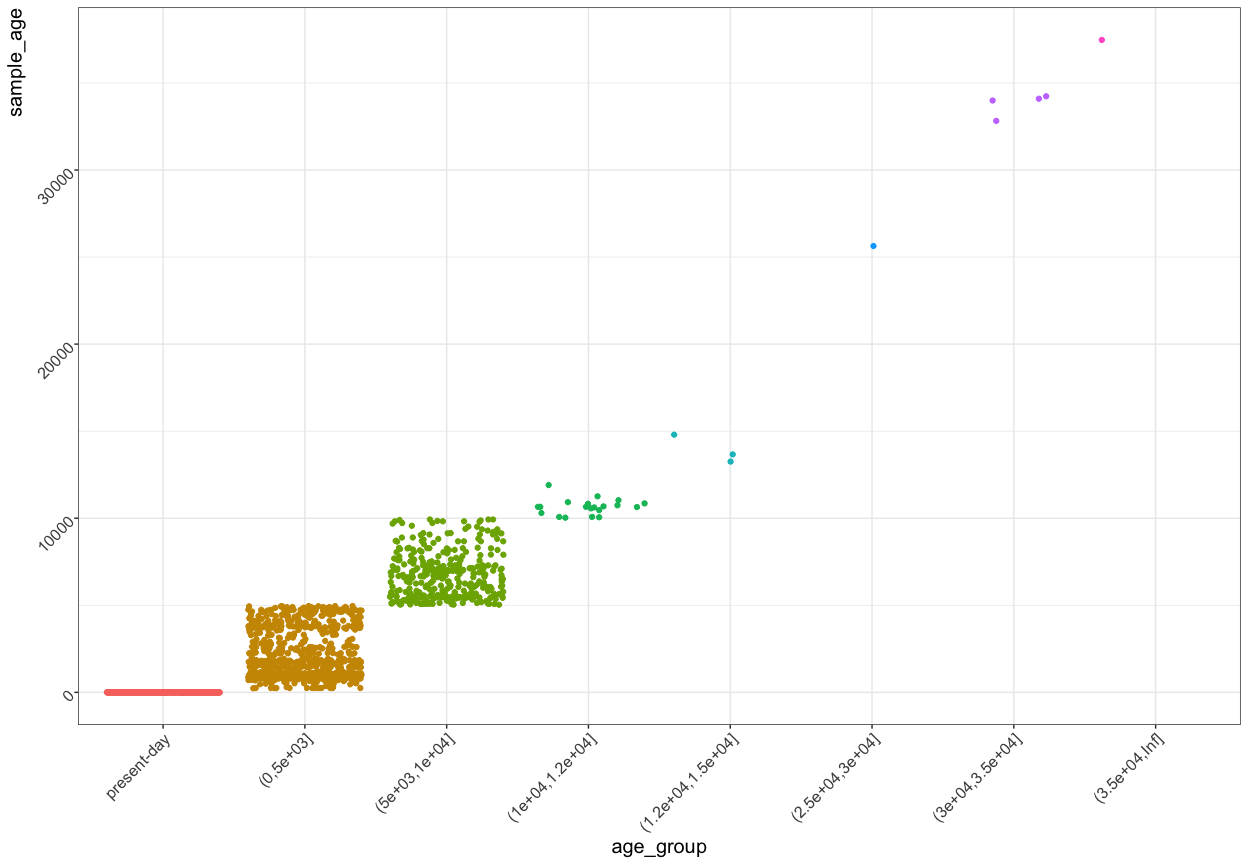 sample_age
30000
20000
10000
0
present-day
(0,5e+03]
(5e+03,1e+04]
(1e+04,1.2e+04]
(1.2e+04,1.5e+04]
(2.5e+04,3e+04]
(3e+04,3.5e+04]
(3.5e+04,Inf]
age_group